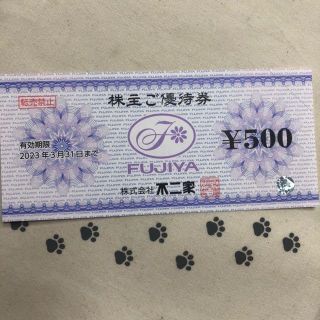 転売禁止
株主ご優待券
有効期限
2023年3月31日まで
F
FUJIYA
¥500
株式会社 不二家